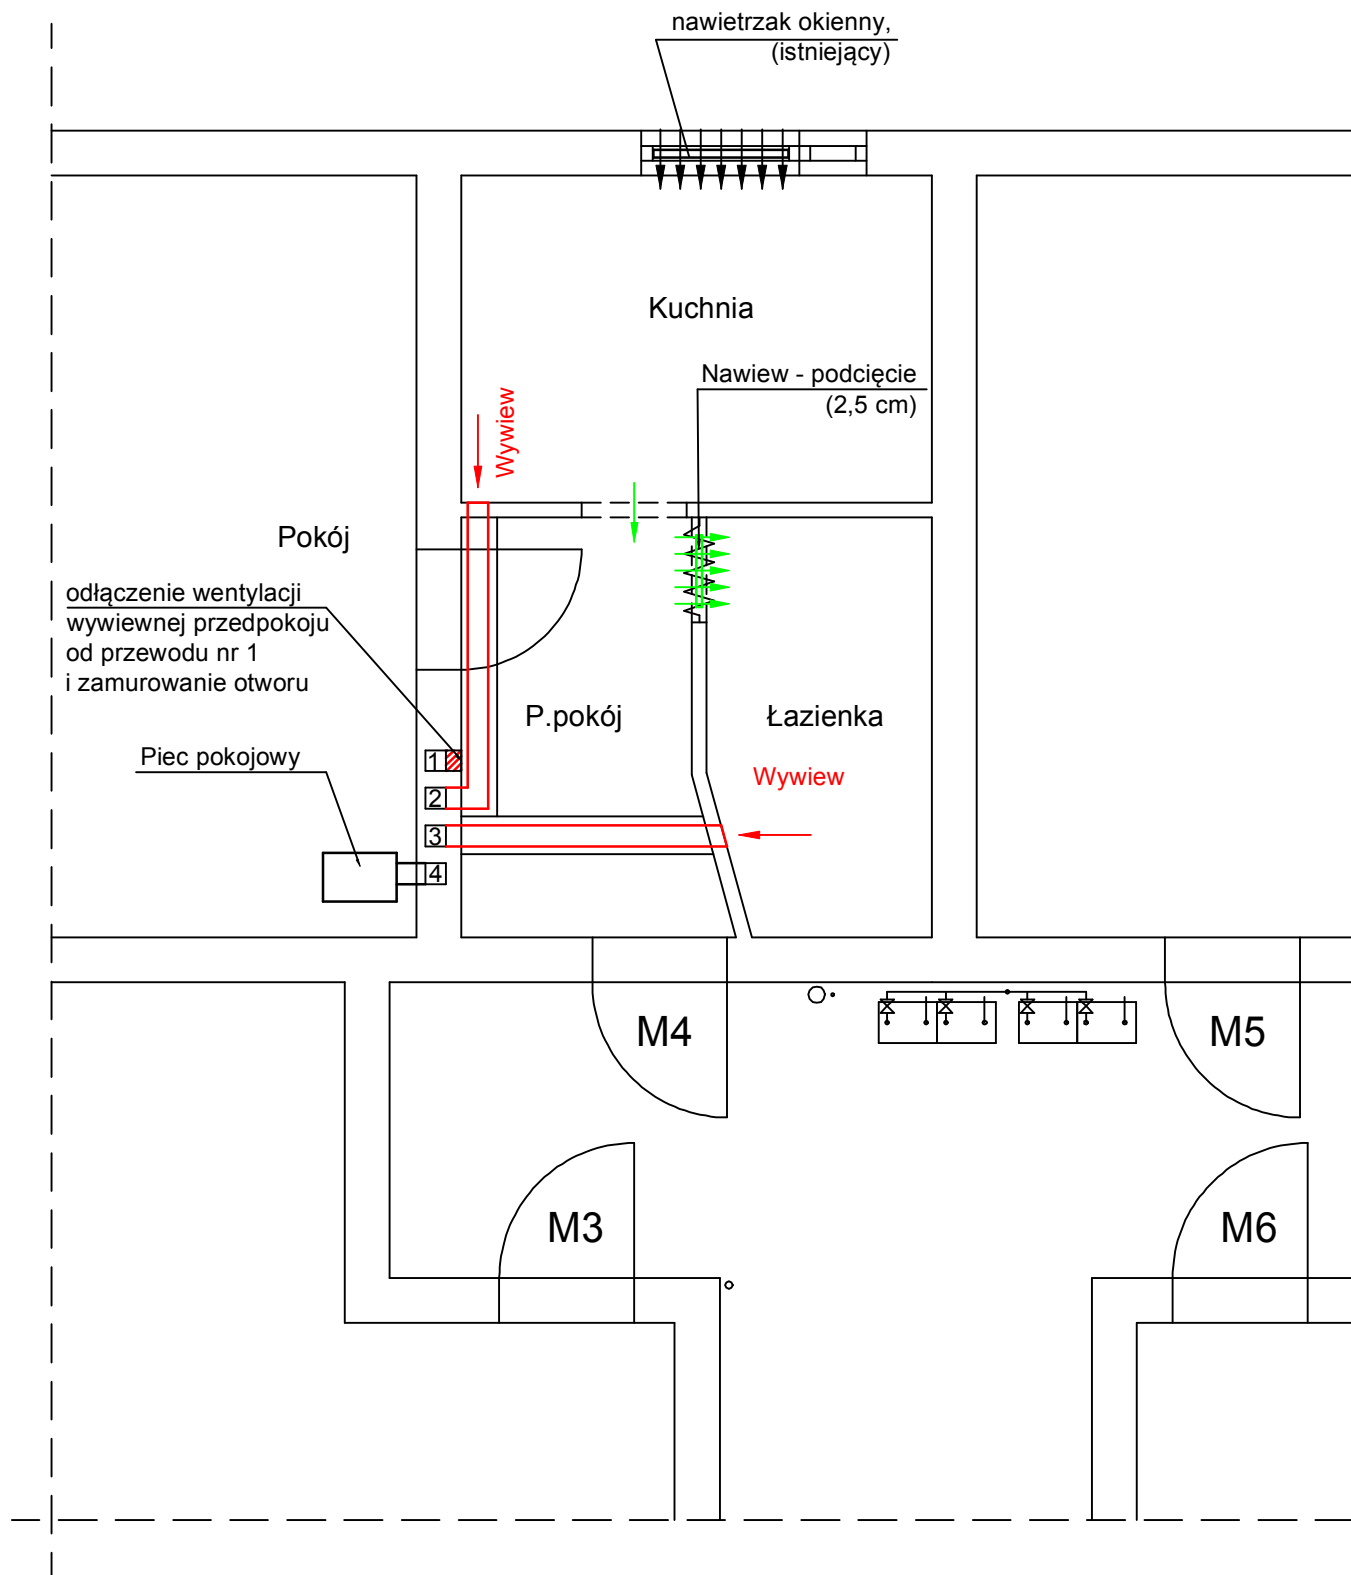 nawietrzak okienny,
(istniejący)
Kuchnia
Nawiew - podcięcie
(2,5 cm)
Wywiew
Pokój
odłączenie wentylacji
wywiewnej przedpokoju
od przewodu nr 1
i zamurowanie otworu
P.pokój
Łazienka
Piec pokojowy
Wywiew
1
2
3
4
M4
M5
M3
M6